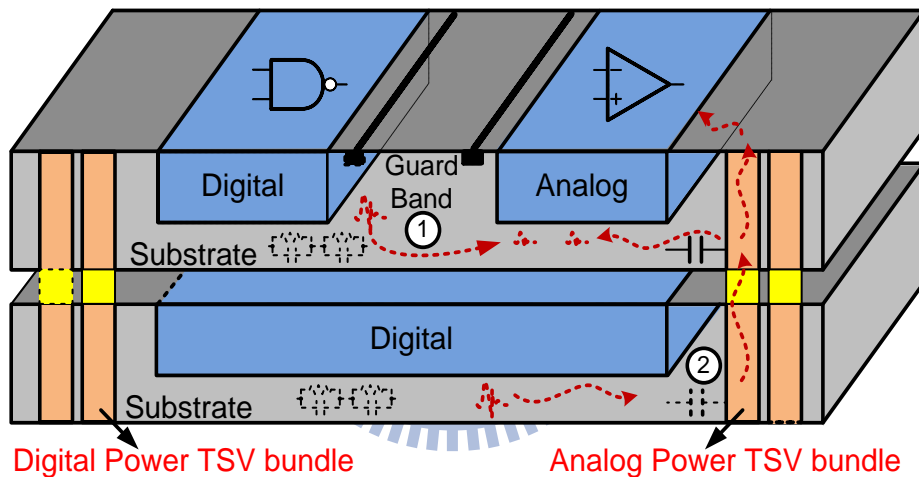 Digital
Guard
Band
Analog
1
Substrate
Digital
2
Substrate
Digital Power TSV bundle
Analog Power TSV bundle